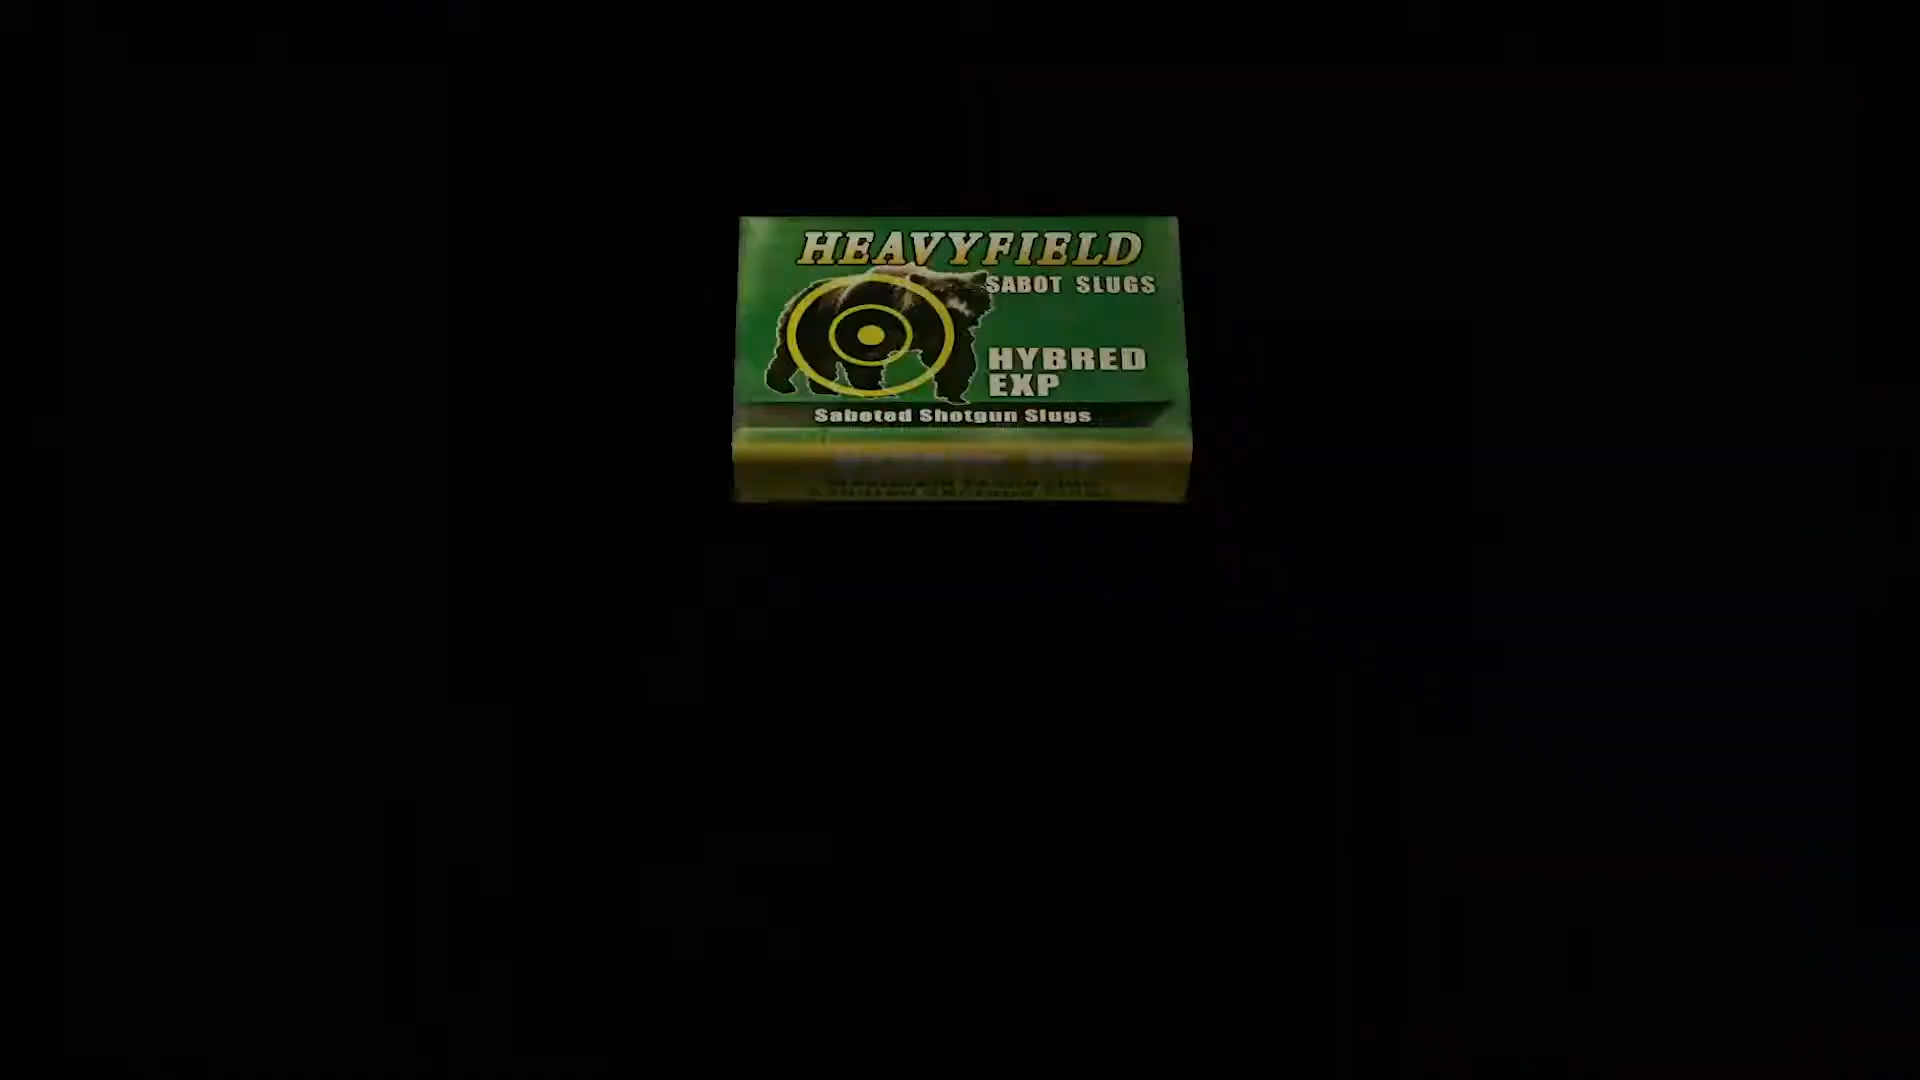 HEAVYFIELD
SABOT SLUGS
HYBRED
EXP
Saboted Shotgun Slugs